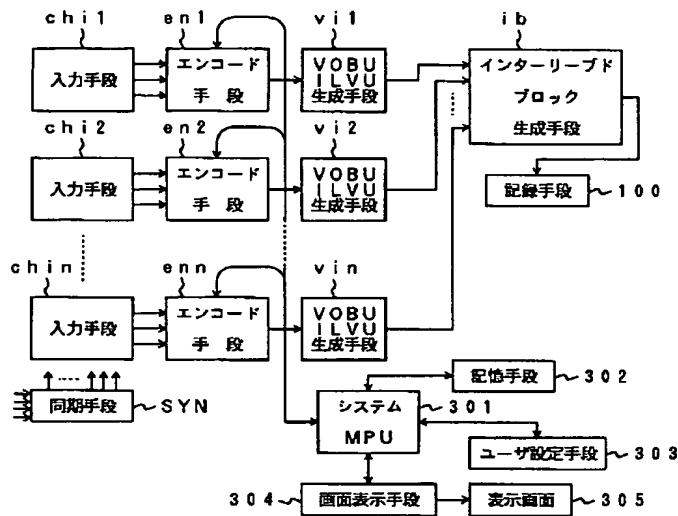 chi1 en1 vi1 ib
入力手段
エンコード
手段
VOBU
ILVU
生成手段
インターリーブド
ブロック
生成手段
chi2 en2 vi2
入力手段
エンコード
手段
VOBU
ILVU
生成手段
記録手段 100
chin enn vin
入力手段
エンコード
手段
VOBU
ILVU
生成手段
同期手段 SYN
システム
MPU
301
記憶手段 302
ユーザ設定手段 303
304 画面表示手段
表示画面 305